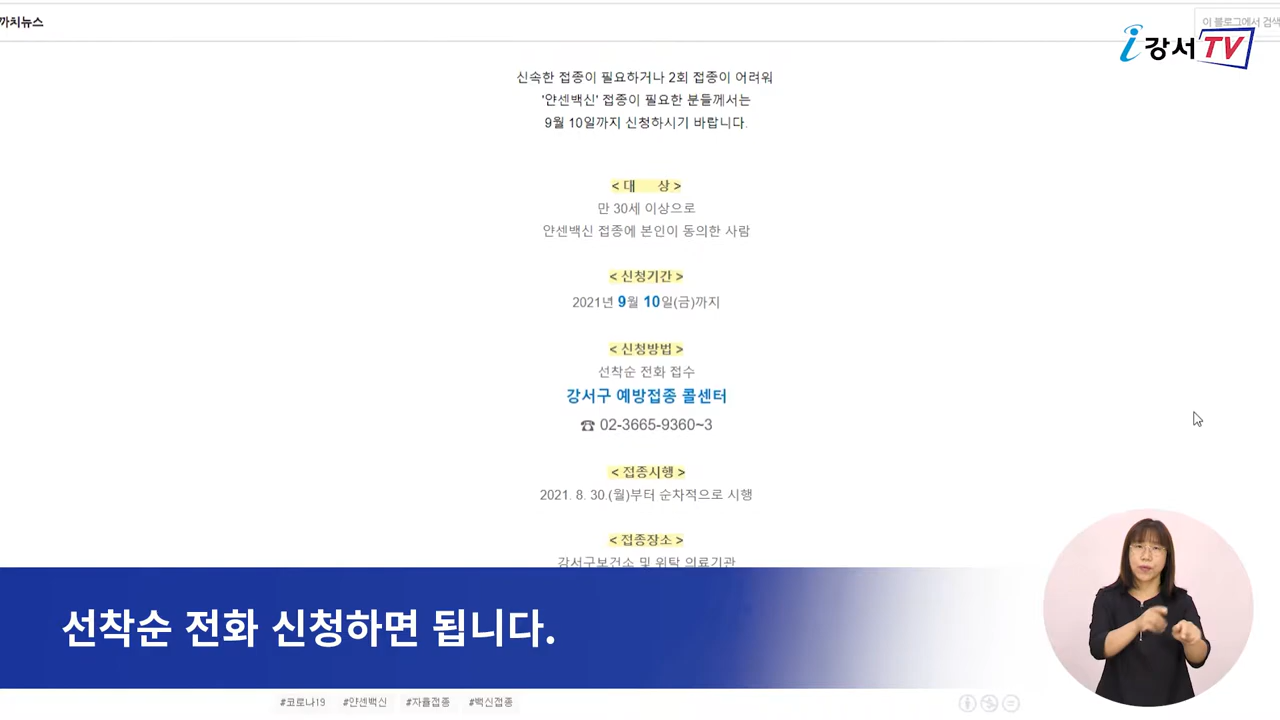 까치뉴스
이 블로그에서 검색
i강서TV
신속한 접종이 필요하거나 2회 접종이 어려워
'얀센백신' 접종이 필요한 분들께서는
9월 10일까지 신청하시기 바랍니다.
< 대 상 >
만 30세 이상으로
얀센백신 접종에 본인이 동의한 사람
< 신청기간 >
2021년 9월 10일(금)까지
< 신청방법 >
선착순 전화 접수
강서구 예방접종 콜센터
☎ 02-3665-9360~3
< 접종시행 >
2021. 8. 30.(월)부터 순차적으로 시행
< 접종장소 >
강서구보건소 및 위탁 의료기관
선착순 전화 신청하면 됩니다.
#코로나19 #얀센백신 #자율접종 #백신접종